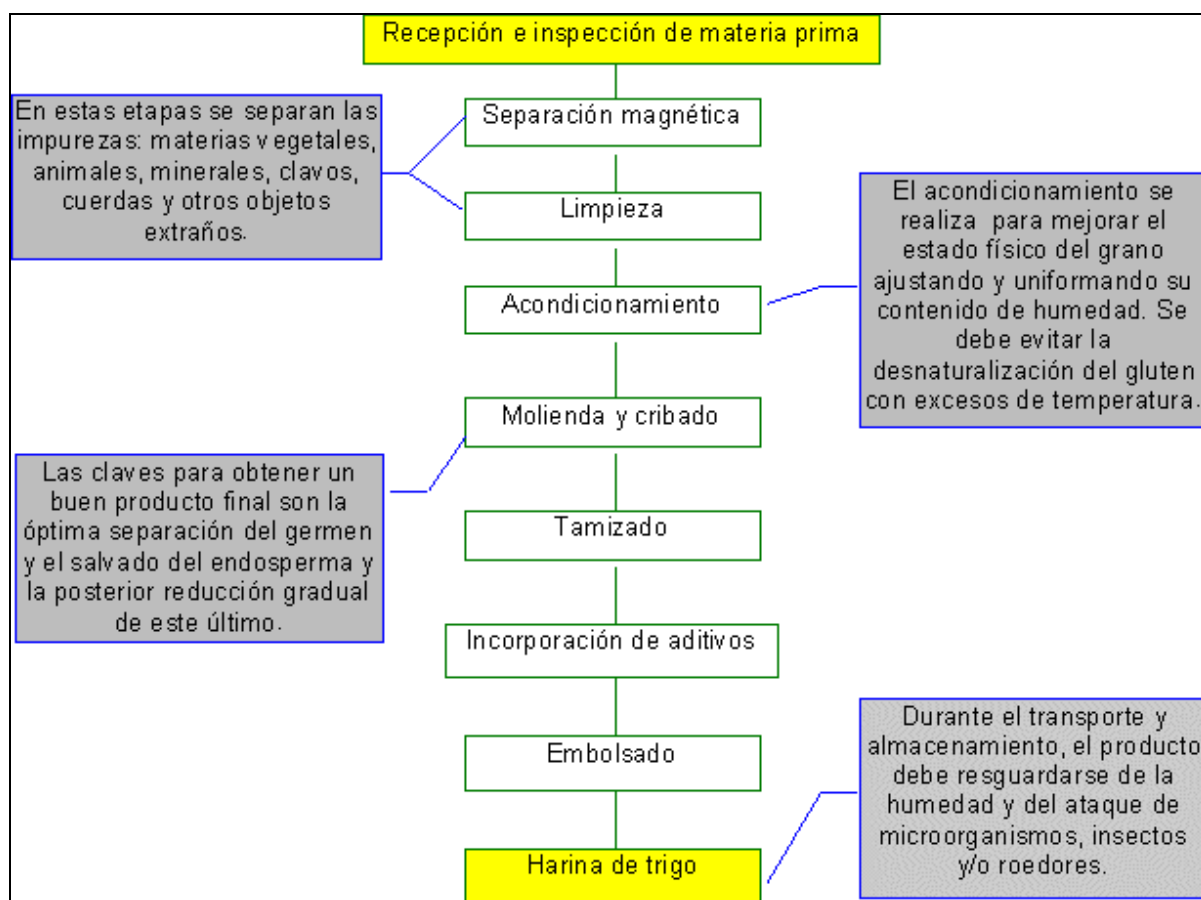 Recepción e inspección de materia prima
En estas etapas se separan las
impurezas: materias vegetales,
animales, minerales, clavos,
cuerdas y otros objetos
extraños.
Separación magnética
Limpieza
El acondicionamiento se
realiza para mejorar el
estado físico del grano
ajustando y uniformando su
contenido de humedad. Se
debe evitar la
desnaturalización del gluten
con excesos de temperatura.
Acondicionamiento
Molienda y cribado
Las claves para obtener un
buen producto final son la
óptima separación del germen
y el salvado del endosperma y
la posterior reducción gradual
de este último.
Tamizado
Incorporación de aditivos
Embolsado
Durante el transporte y
almacenamiento, el producto
debe resguardarse de la
humedad y del ataque de
microorganismos, insectos
y/o roedores.
Harina de trigo